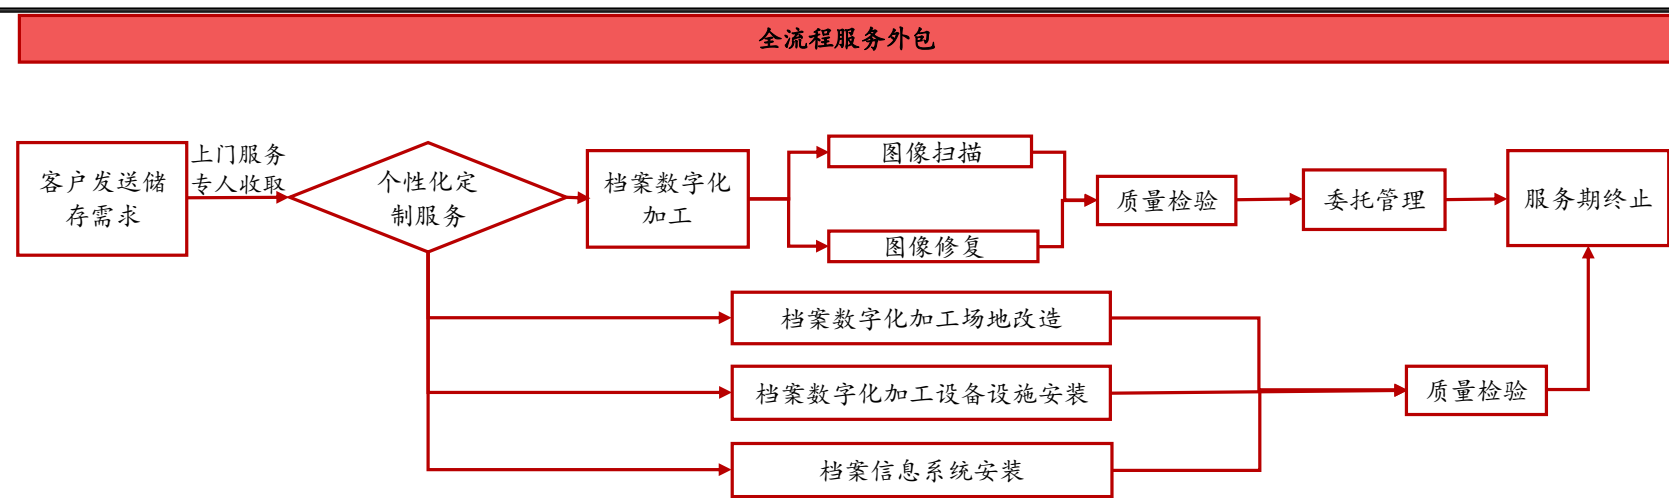 全流程服务外包
上门服务
专人收取
客户发送储
存需求
个性化定
制服务
档案数字化
加工
图像扫描
图像修复
质量检验
委托管理
服务期终止
档案数字化加工场地改造
档案数字化加工设备设施安装
质量检验
档案信息系统安装